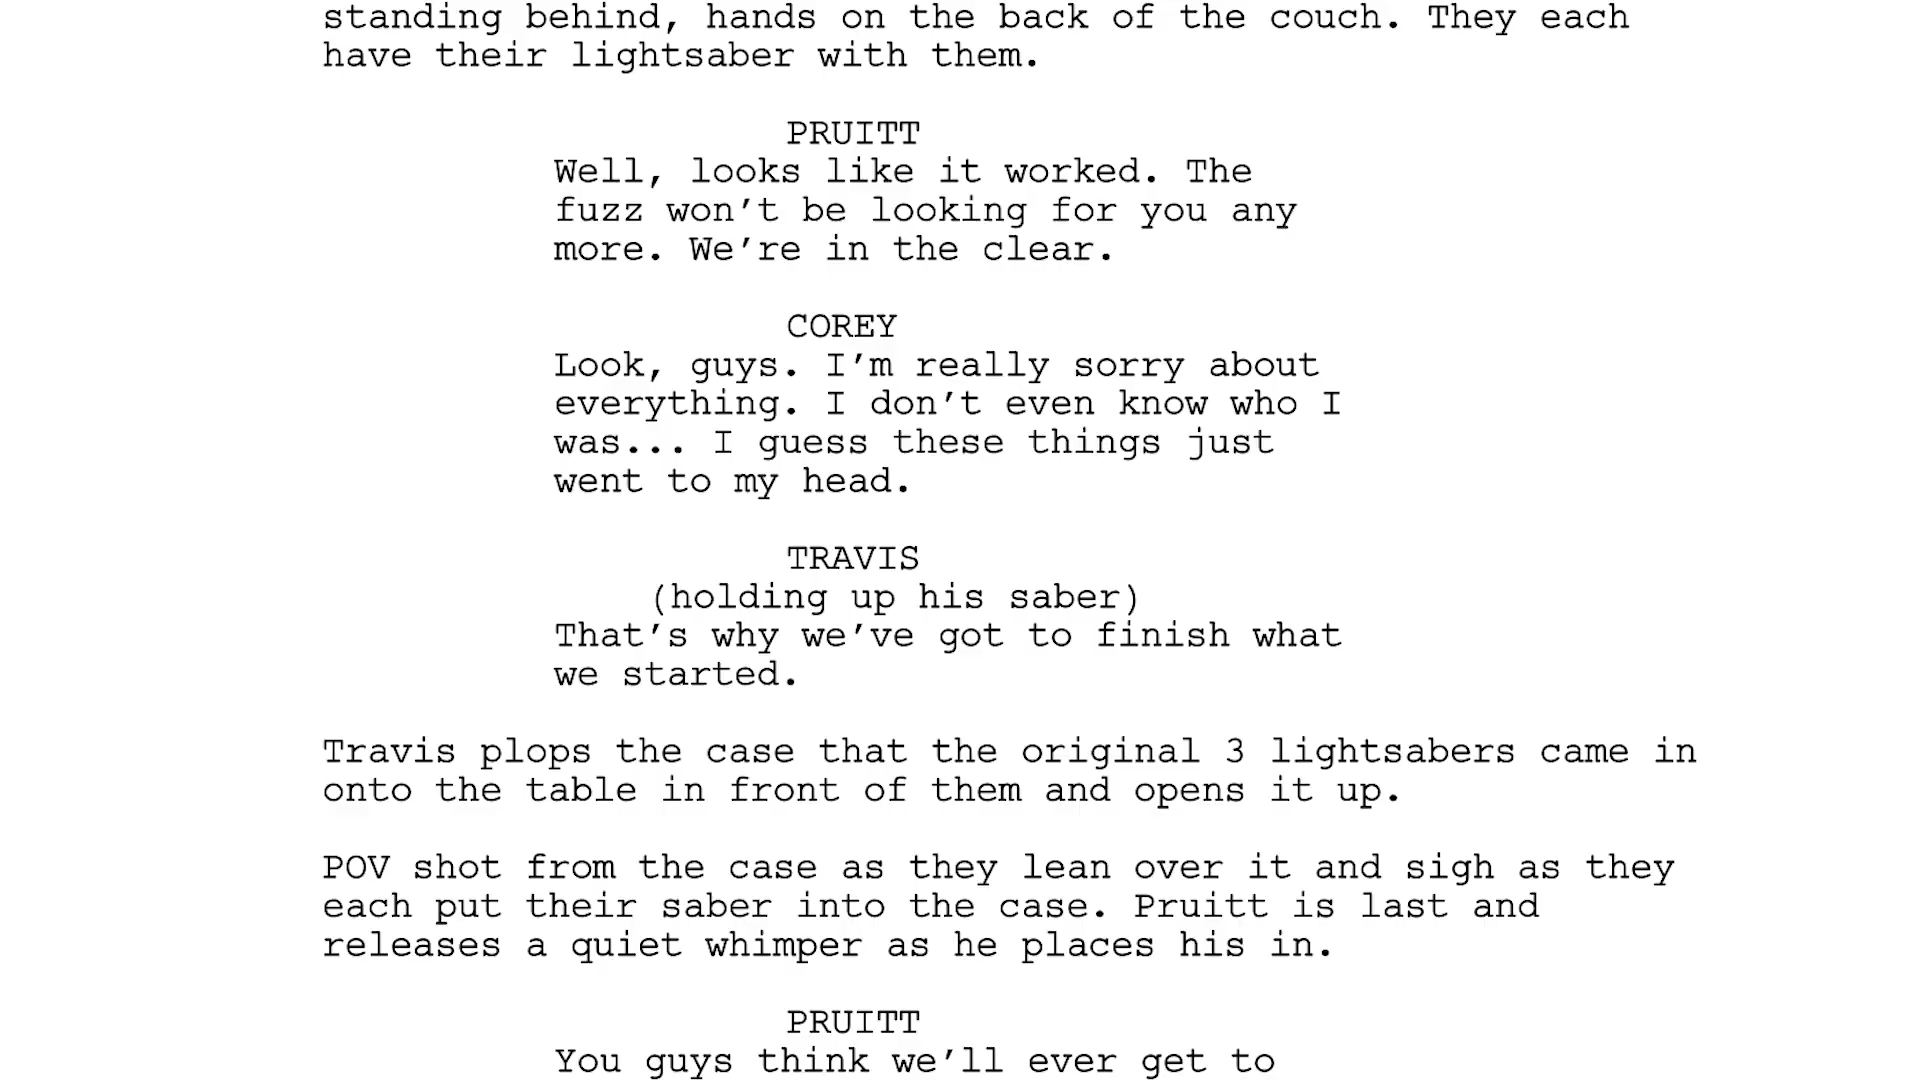 standing behind, hands on the back of the couch. They each
have their lightsaber with them.
PRUITT
Well, looks like it worked. The
fuzz won’t be looking for you any
more. We’re in the clear.
COREY
Look, guys. I’m really sorry about
everything. I don’t even know who I
was... I guess these things just
went to my head.
TRAVIS
(holding up his saber)
That’s why we’ve got to finish what
we started.
Travis plops the case that the original 3 lightsabers came in
onto the table in front of them and opens it up.
POV shot from the case as they lean over it and sigh as they
each put their saber into the case. Pruitt is last and
releases a quiet whimper as he places his in.
PRUITT
You guys think we’ll ever get to